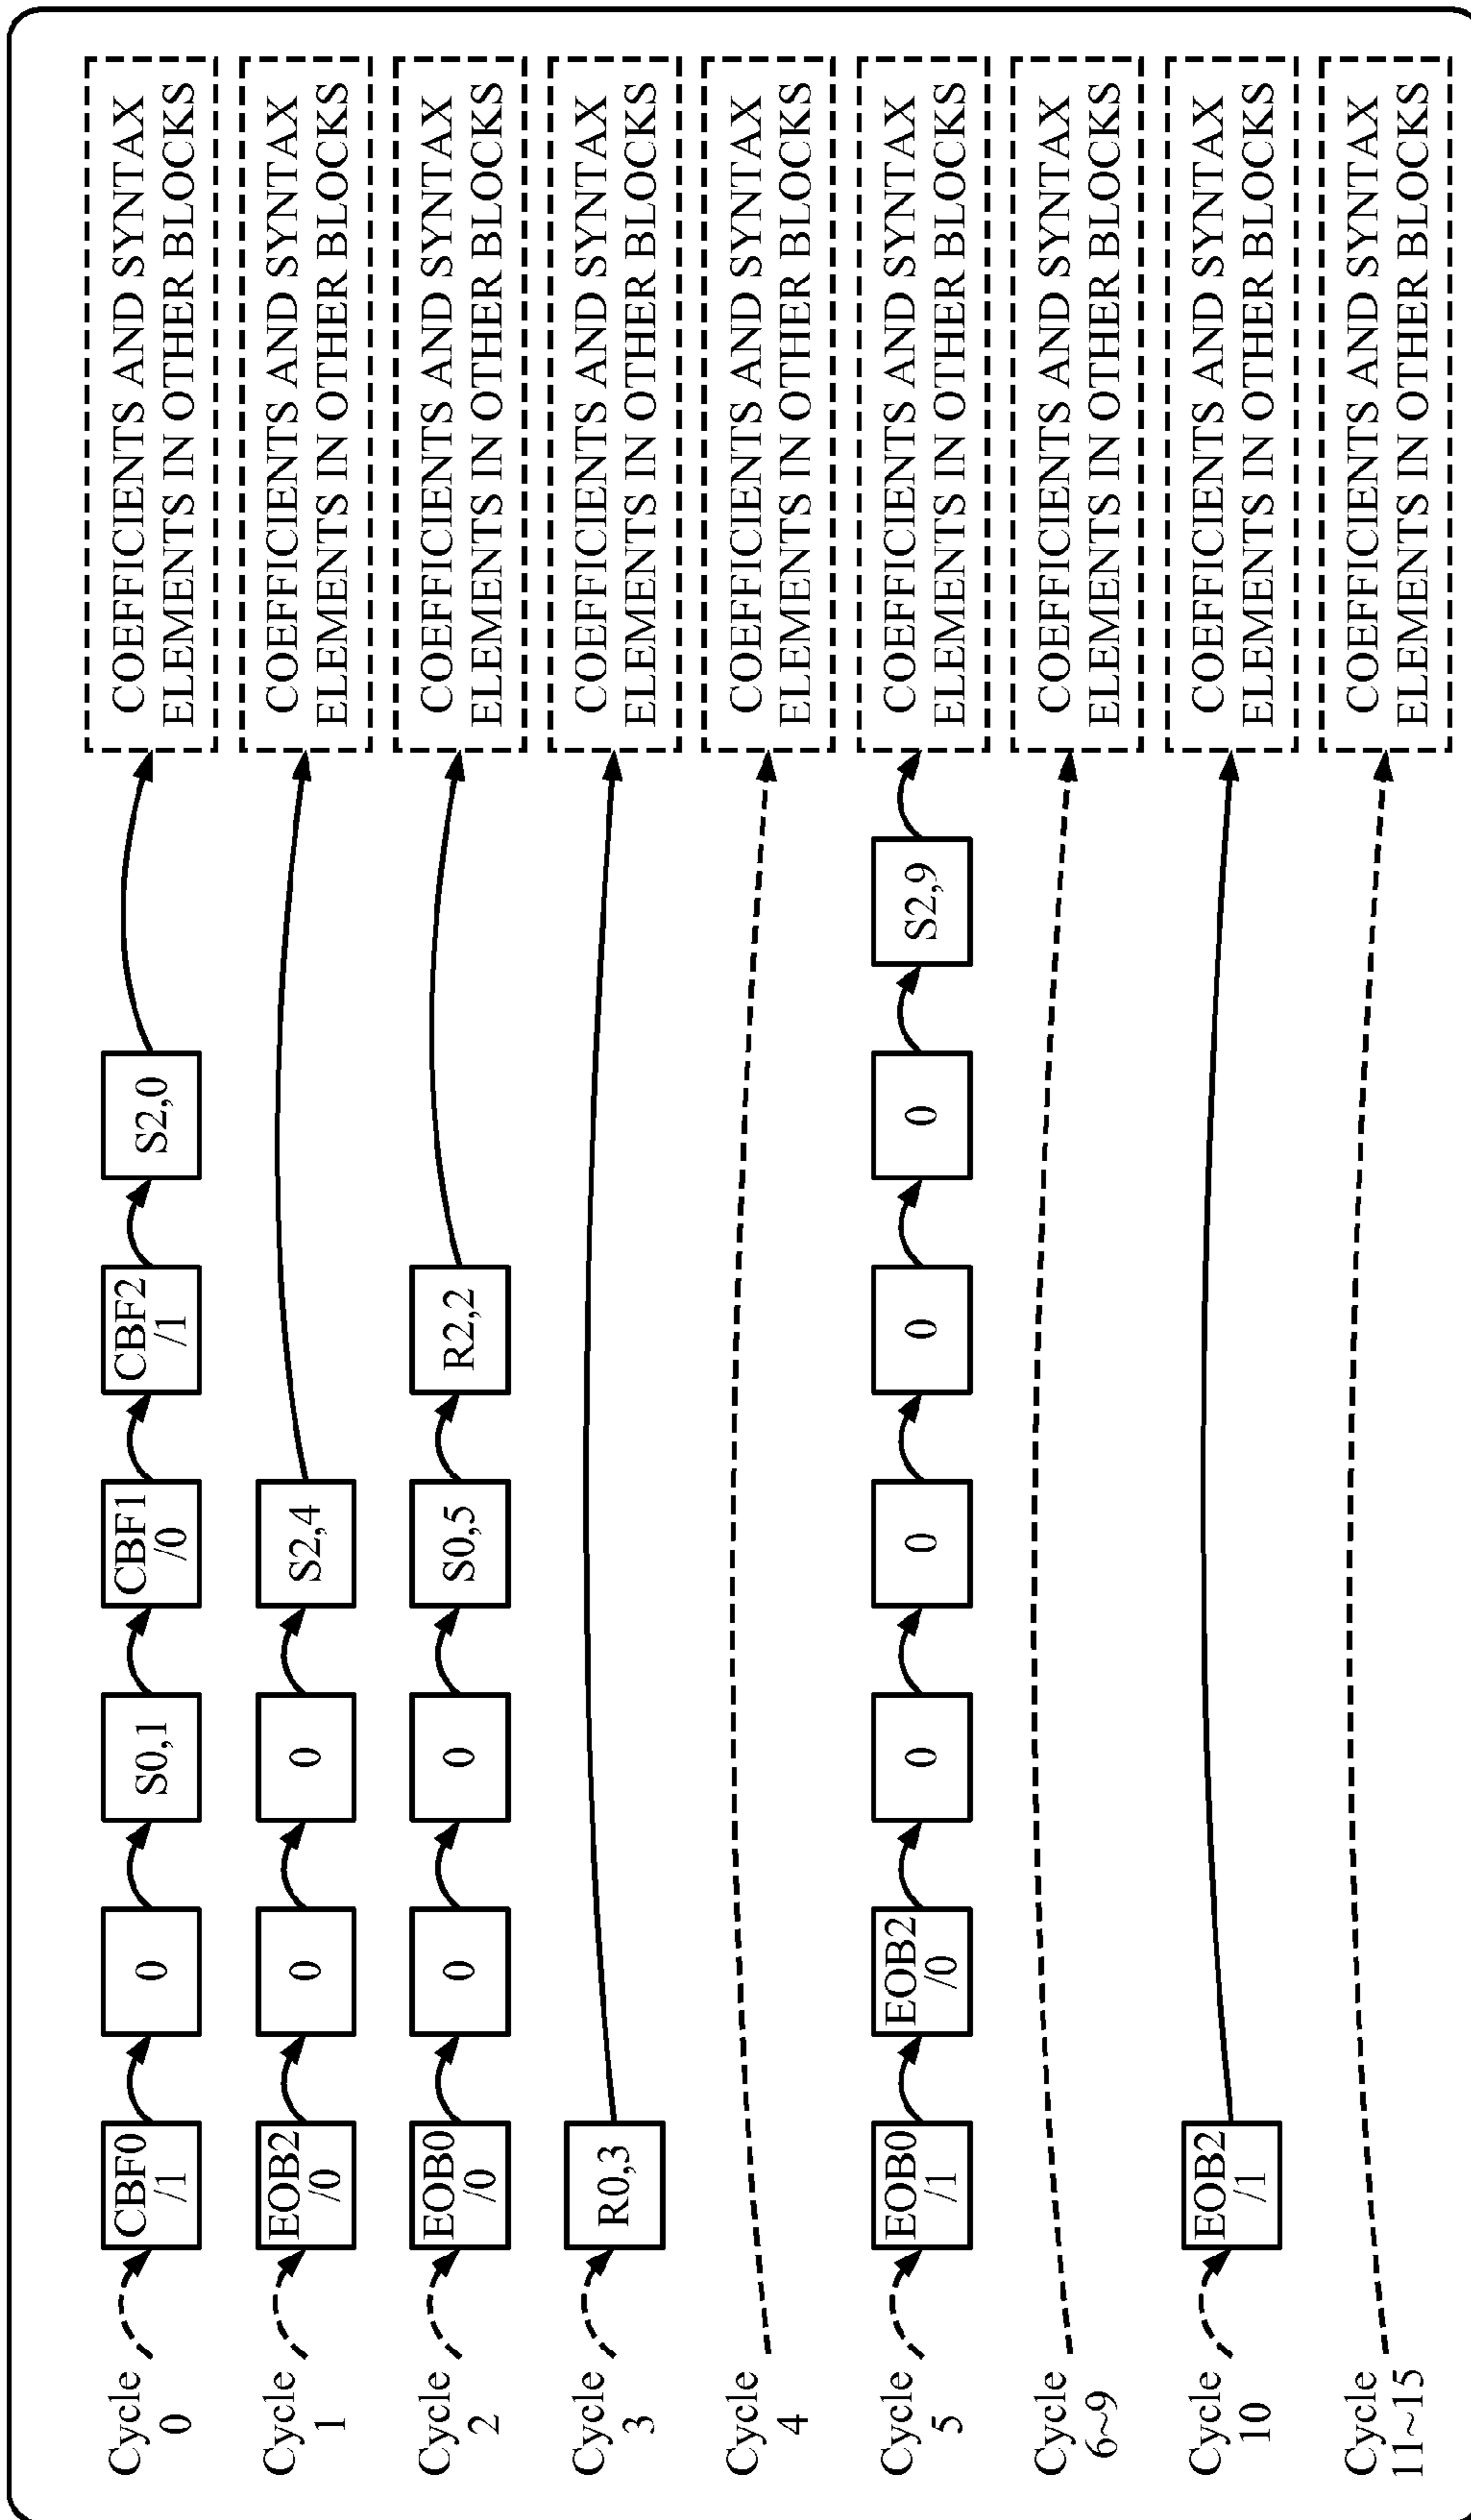 Cycle
0
CBF0
/1
0
S0,1
CBF1
/0
CBF2
/1
S2,0
COEFFICIENTS AND SYNTAX
ELEMENTS IN OTHER BLOCKS
Cycle
1
EOB2
/0
0
0
S2,4
COEFFICIENTS AND SYNTAX
ELEMENTS IN OTHER BLOCKS
Cycle
2
EOB0
/0
0
0
S0,5
R2,2
COEFFICIENTS AND SYNTAX
ELEMENTS IN OTHER BLOCKS
Cycle
3
R0,3
COEFFICIENTS AND SYNTAX
ELEMENTS IN OTHER BLOCKS
Cycle
4
COEFFICIENTS AND SYNTAX
ELEMENTS IN OTHER BLOCKS
Cycle
5
EOB0
/1
EOB2
/0
0
0
0
0
S2,9
COEFFICIENTS AND SYNTAX
ELEMENTS IN OTHER BLOCKS
Cycle
6~9
COEFFICIENTS AND SYNTAX
ELEMENTS IN OTHER BLOCKS
Cycle
10
EOB2
/1
COEFFICIENTS AND SYNTAX
ELEMENTS IN OTHER BLOCKS
Cycle
11~15
COEFFICIENTS AND SYNTAX
ELEMENTS IN OTHER BLOCKS